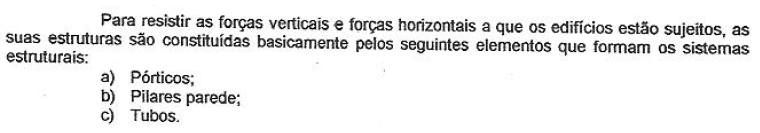 Para resistir as forças verticais e forças horizontais a que os edifícios estão sujeitos, as
suas estruturas são constituídas basicamente pelos seguintes elementos que formam os sistemas
estruturais:
a) Pórticos;
b) Pilares parede;
c) Tubos.